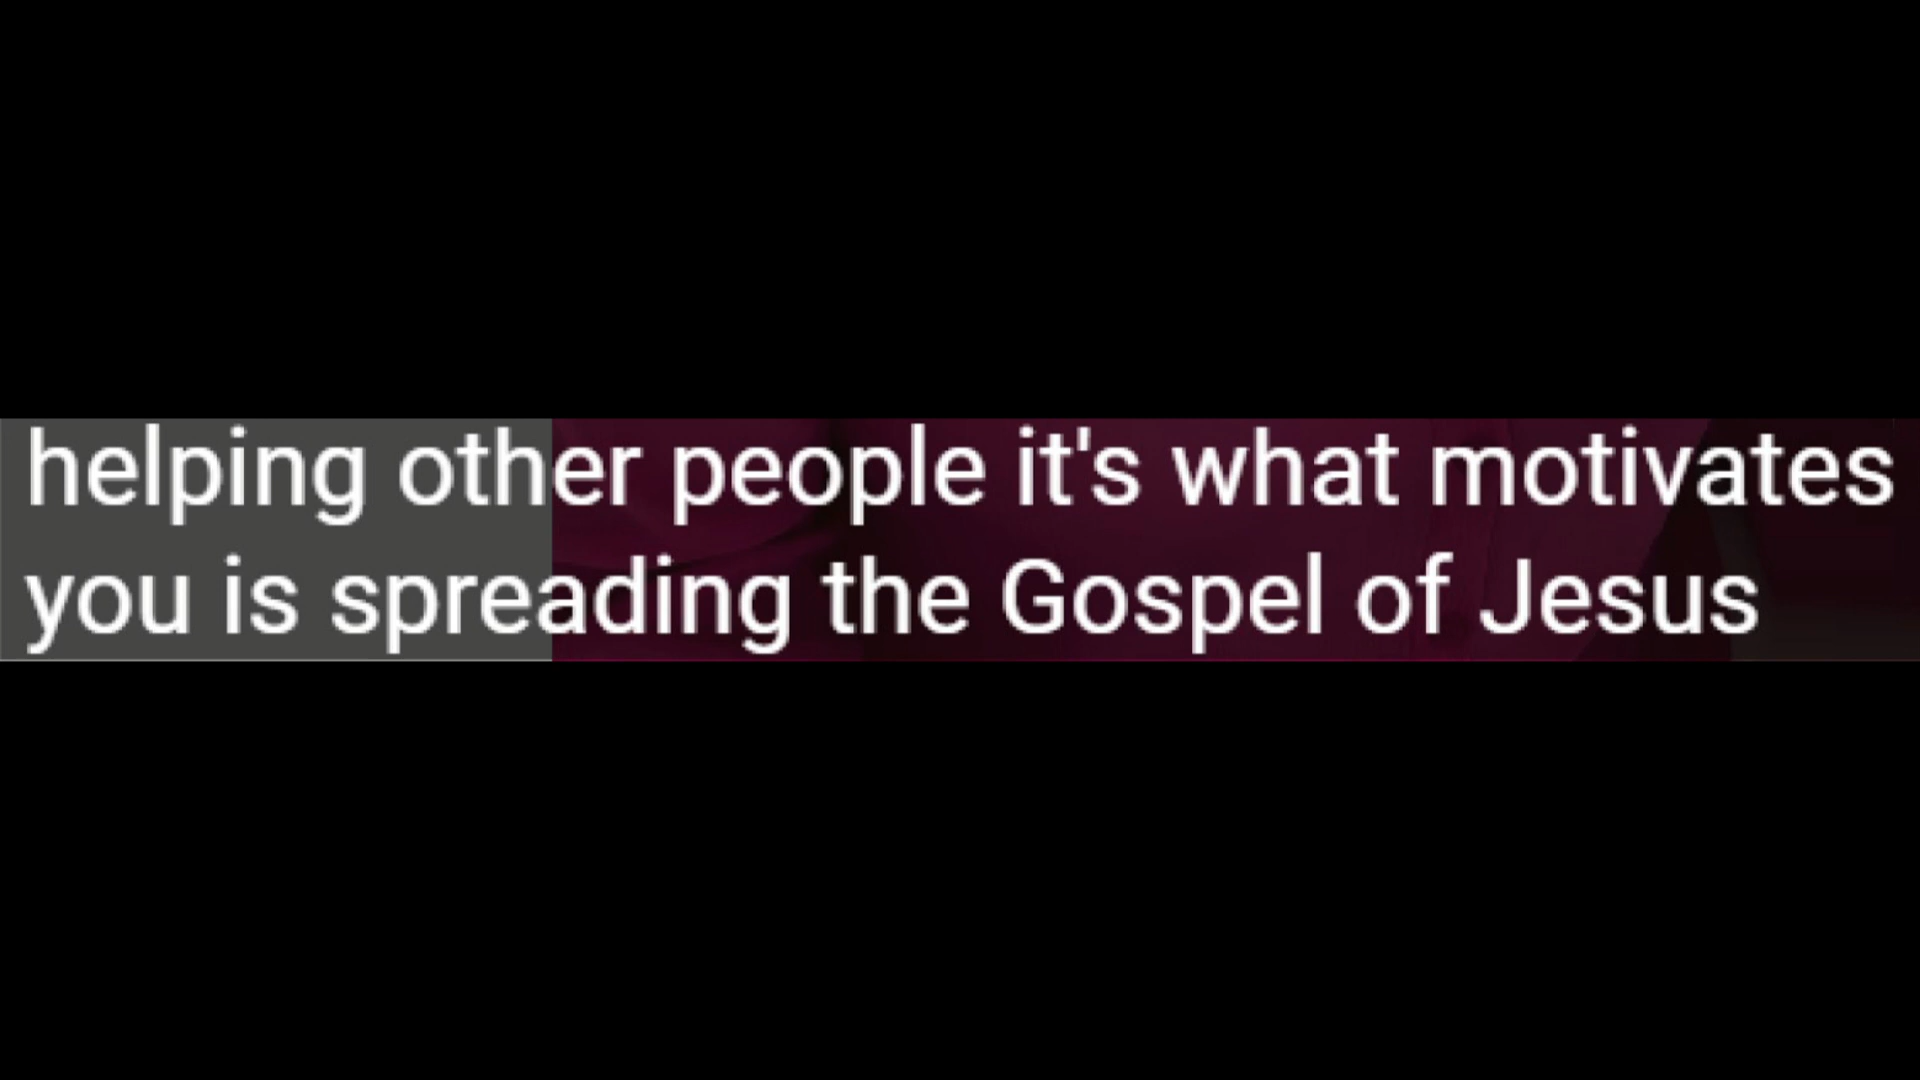 helping other people it's what motivates
you is spreading the Gospel of Jesus